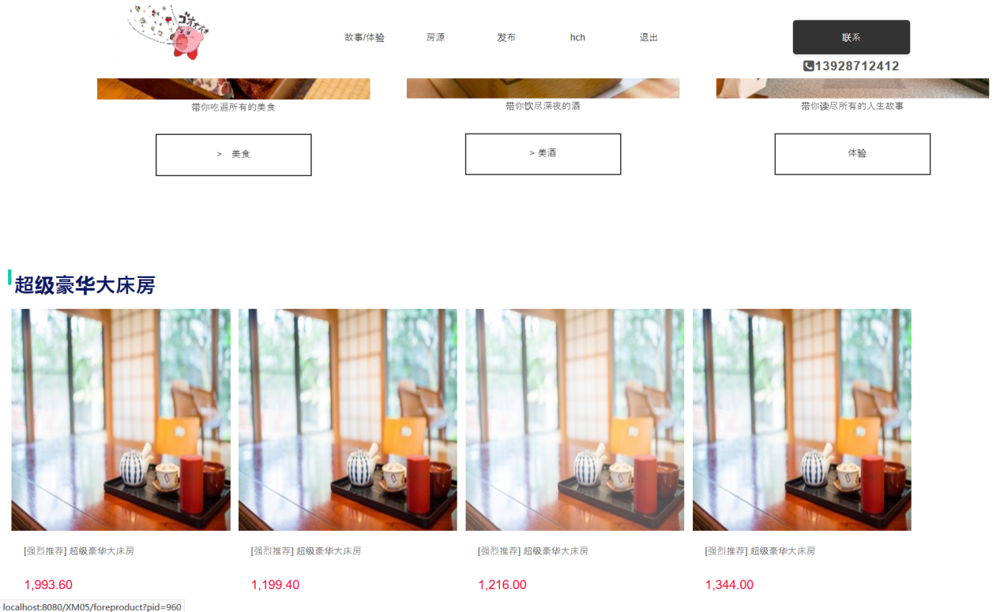 故事/体验
房源
发布
hch
退出
联系
13928712412
带你吃遍所有的美食
带你饮尽深夜的酒
带你读尽所有的人生故事
> 美食
> 美酒
体验
超级豪华大床房
[强烈推荐] 超级豪华大床房
[强烈推荐] 超级豪华大床房
[强烈推荐] 超级豪华大床房
[强烈推荐] 超级豪华大床房
1,993.60
1,199.40
1,216.00
1,344.00
localhost:8080/XM05/foreproduct?pid=960